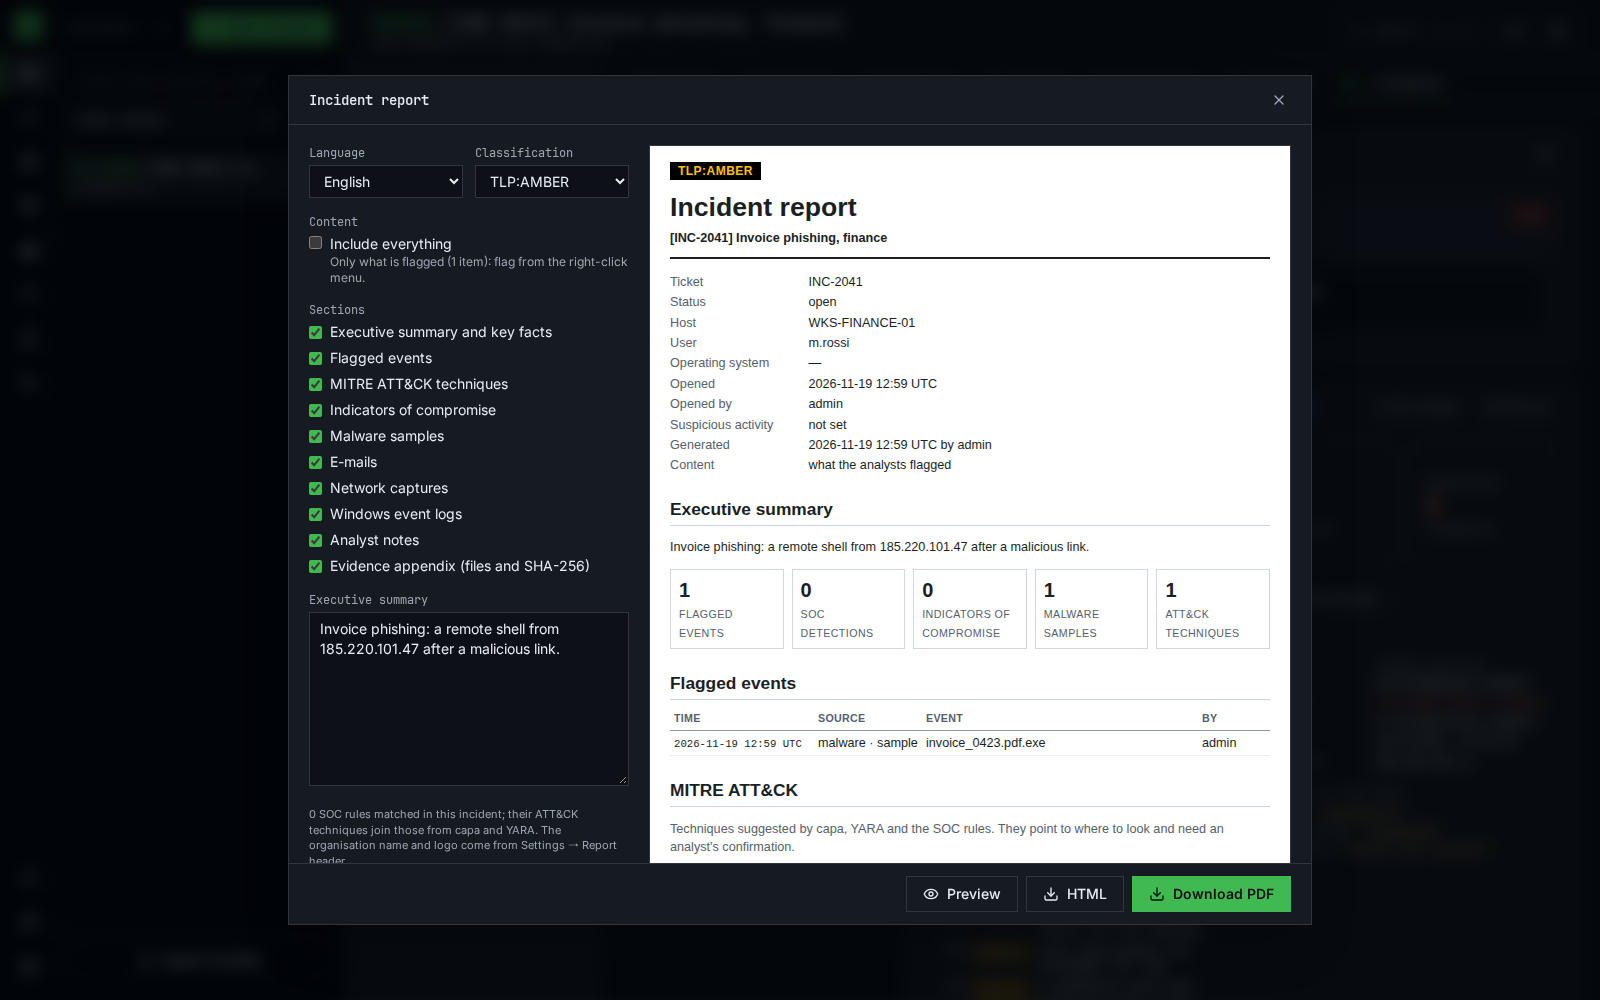 Incident report
Language
Classification
English
TLP:AMBER
Content
Include everything
Only what is flagged (1 item): flag from the right-click
menu.
Sections
Executive summary and key facts
Flagged events
MITRE ATT&CK techniques
Indicators of compromise
Malware samples
E-mails
Network captures
Windows event logs
Analyst notes
Evidence appendix (files and SHA-256)
Executive summary
Invoice phishing: a remote shell from
185.220.101.47 after a malicious link.
0 SOC rules matched in this incident; their ATT&CK
techniques join those from capa and YARA. The
organisation name and logo come from Settings → Report
header
TLP:AMBER
Incident report
[INC-2041] Invoice phishing, finance
Ticket INC-2041
Status open
Host WKS-FINANCE-01
User m.rossi
Operating system —
Opened 2026-11-19 12:59 UTC
Opened by admin
Suspicious activity not set
Generated 2026-11-19 12:59 UTC by admin
Content what the analysts flagged
Executive summary
Invoice phishing: a remote shell from 185.220.101.47 after a malicious link.
1 FLAGGED EVENTS
0 SOC DETECTIONS
0 INDICATORS OF COMPROMISE
1 MALWARE SAMPLES
1 ATT&CK TECHNIQUES
Flagged events
TIME SOURCE EVENT BY
2026-11-19 12:59 UTC malware · sample invoice_0423.pdf.exe admin
MITRE ATT&CK
Techniques suggested by capa, YARA and the SOC rules. They point to where to look and need an
analyst's confirmation.
Preview
HTML
Download PDF